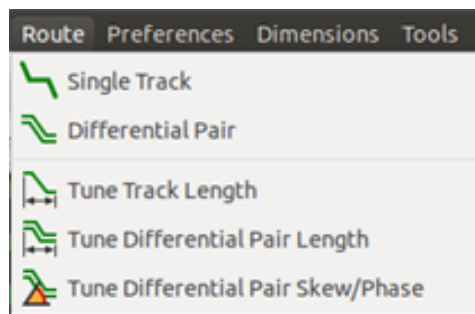 Route Preferences Dimensions Tools
Single Track
Differential Pair
Tune Track Length
Tune Differential Pair Length
Tune Differential Pair Skew/Phase